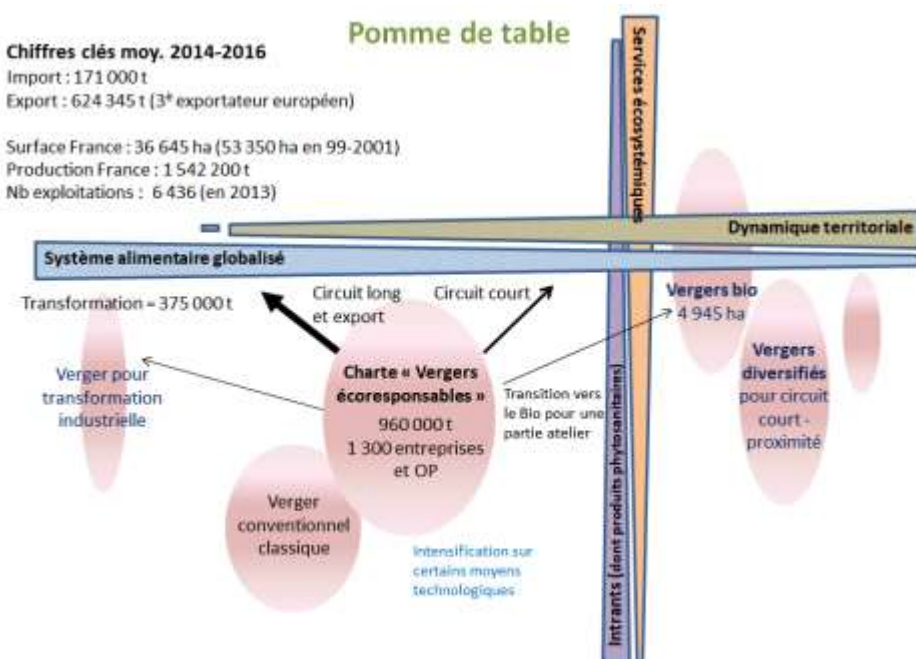 Pomme de table
Chiffres clés moy. 2014-2016
Import : 171 000 t
Export : 624 345 t (3ᵉ exportateur européen)
Surface France : 36 645 ha (53 350 ha en 99-2001)
Production France : 1 542 200 t
Nb exploitations : 6 436 (en 2013)
Services écosystémiques
Dynamique territoriale
Système alimentaire globalisé
Transformation = 375 000 t
Circuit long
et export
Circuit court
Vergers bio
4 945 ha
Verger pour
transformation
industrielle
Charte « Vergers
écoresponsables »
960 000 t
1 300 entreprises
et OP
Transition vers
le Bio pour une
partie atelier
Vergers
diversifiés
pour circuit
court -
proximité
Verger
conventionnel
classique
Intensification sur
certains moyens
technologiques
Intrants (dont produits phytosanitaires)